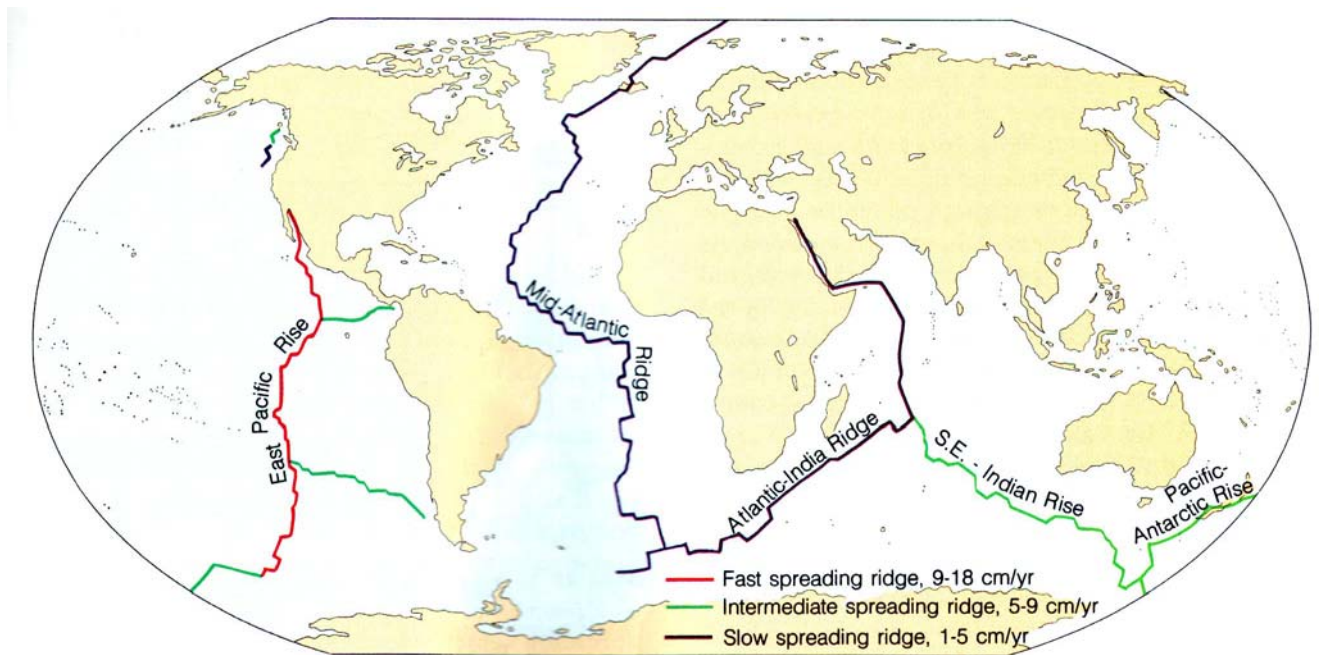 Mid-Atlantic
Ridge
East Pacific Rise
Atlantic-India Ridge
S.E. - Indian Rise
Pacific-
Antarctic Rise
Fast spreading ridge, 9-18 cm/yr
Intermediate spreading ridge, 5-9 cm/yr
Slow spreading ridge, 1-5 cm/yr